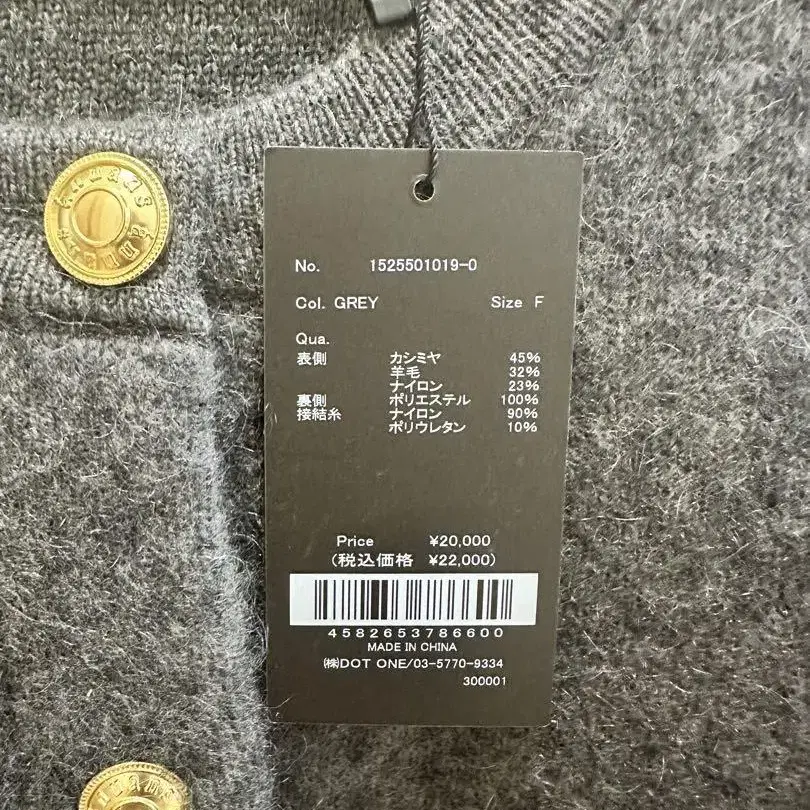 No. 1525501019-0
Col. GREY Size F
Qua.
表側 カシミヤ 45%
羊毛 32%
ナイロン 23%
裏側 ポリエステル 100%
接結糸 ナイロン 90%
ポリウレタン 10%
Price ¥20,000
(税込価格 ¥22,000)
4582653786600
MADE IN CHINA
㈱DOT ONE/03-5770-9334
300001